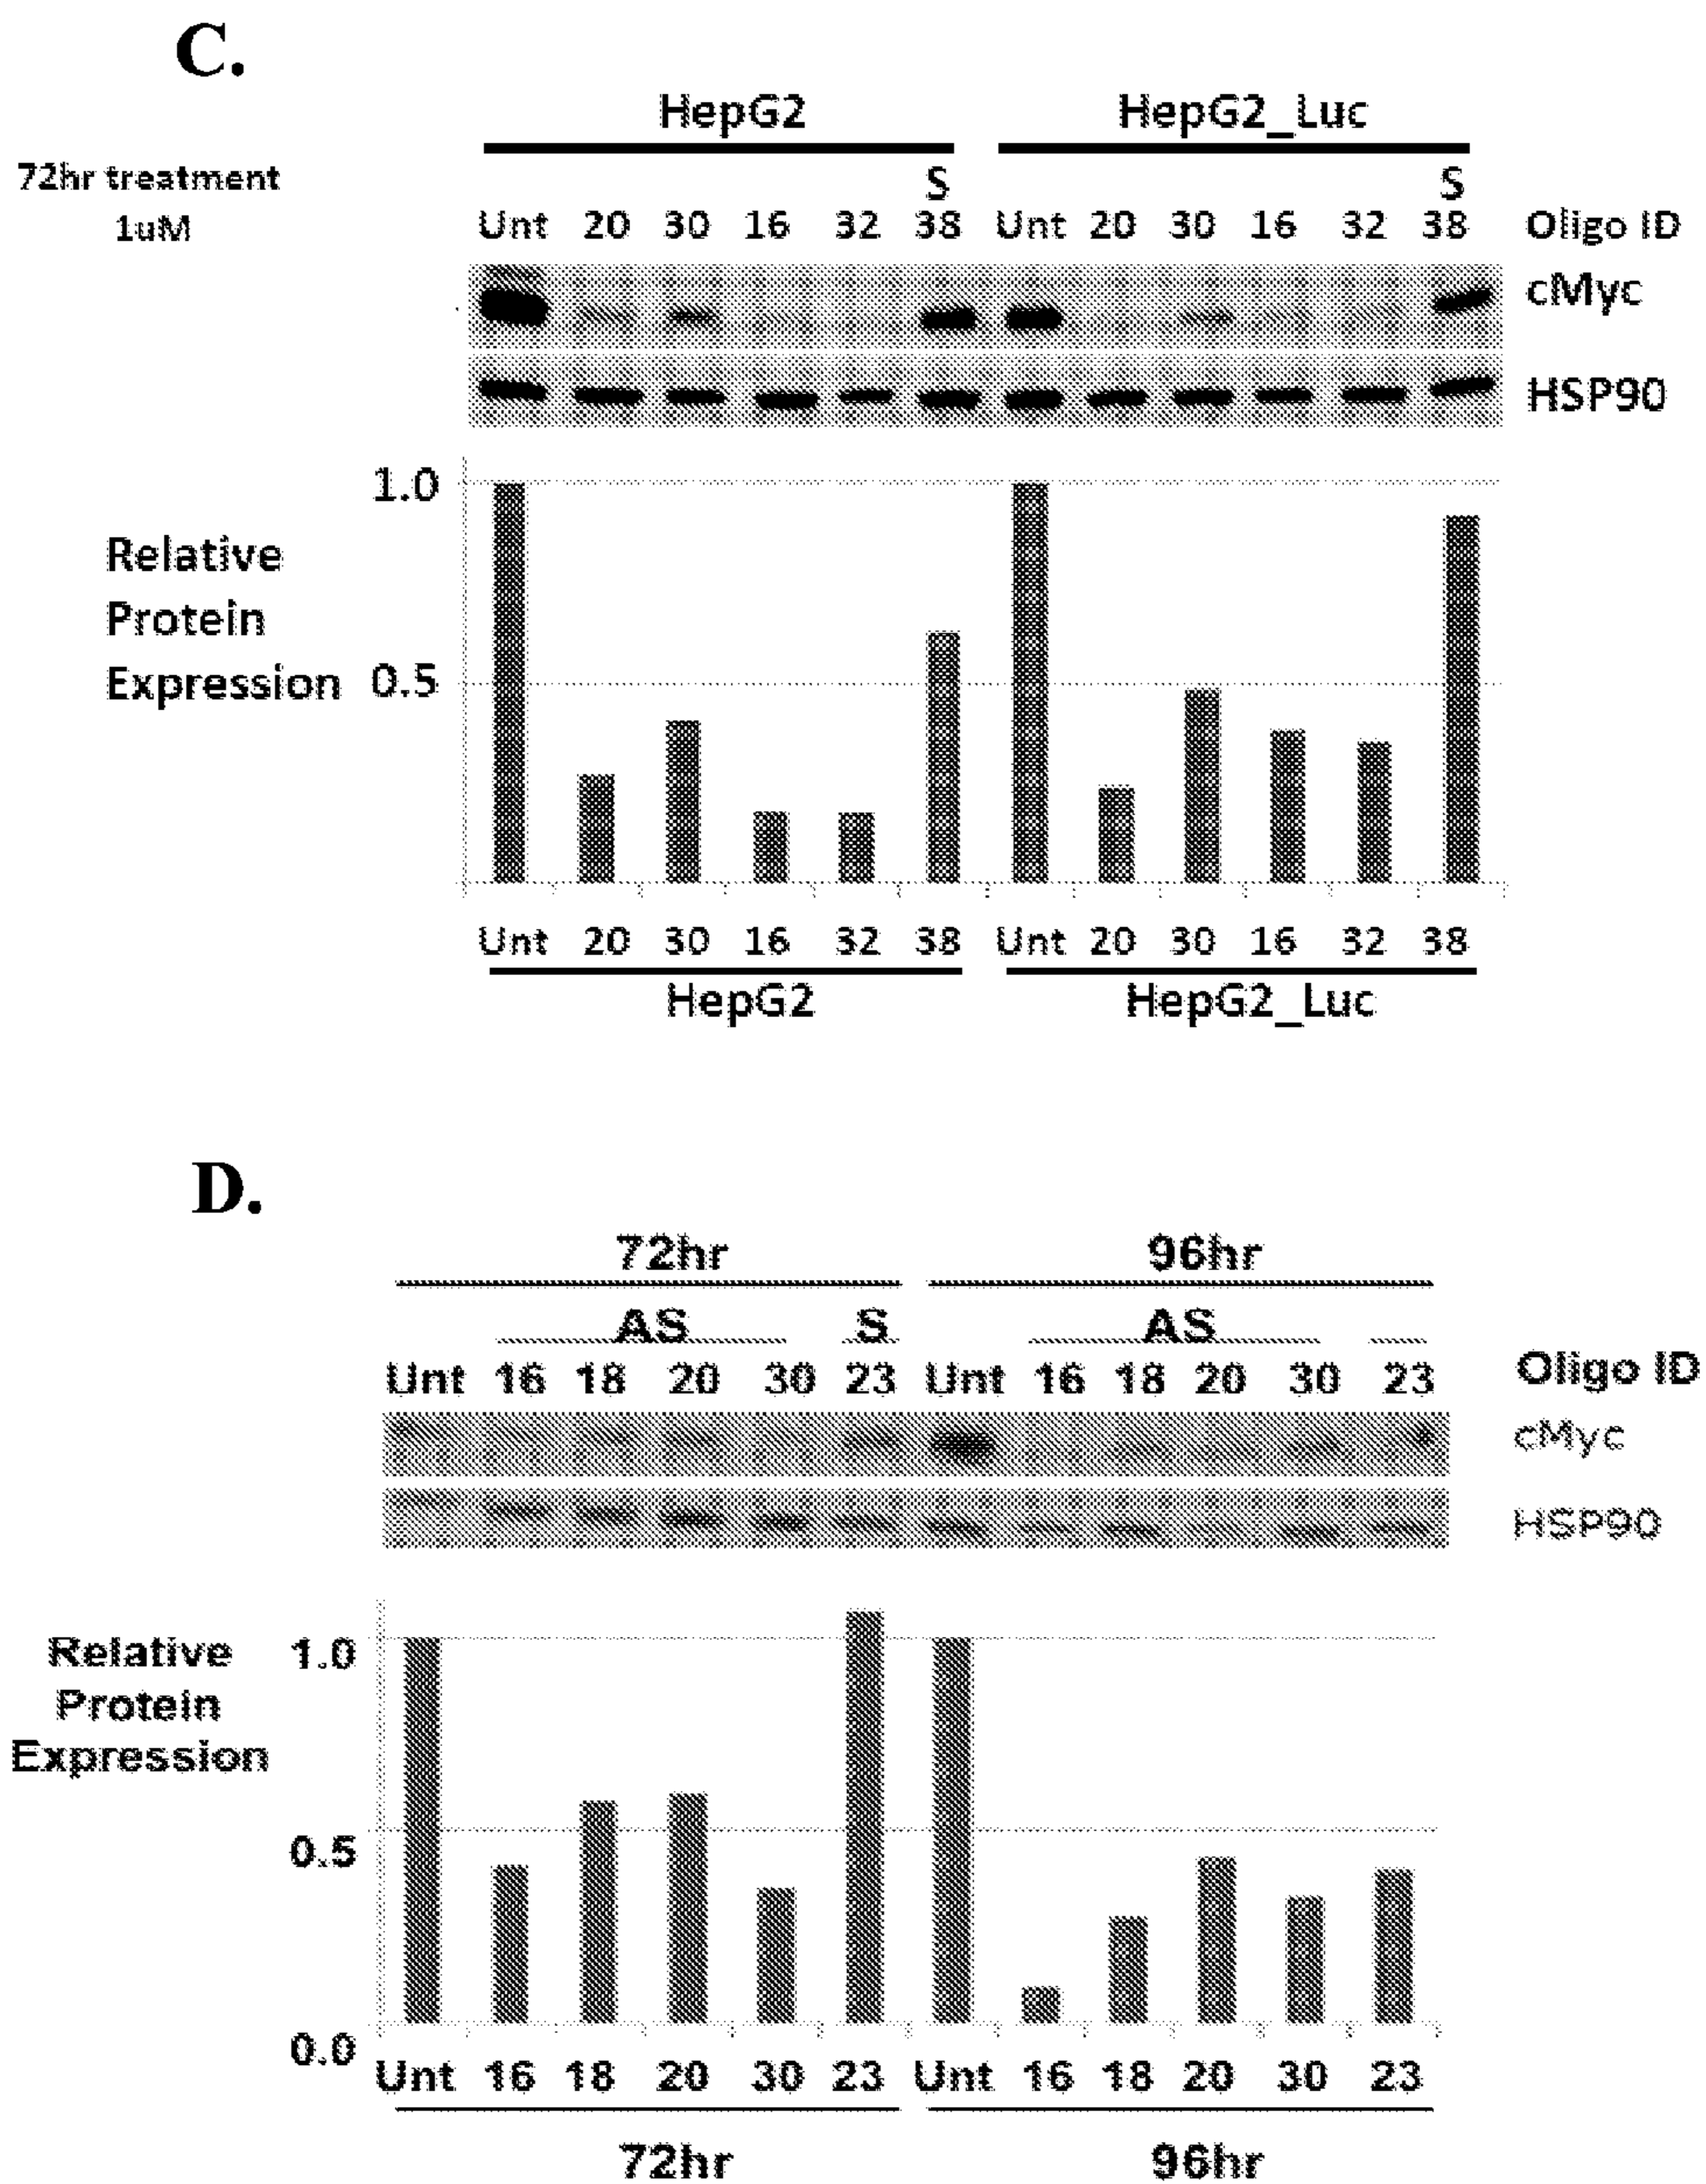 C.
HepG2 HepG2_Luc
72hr treatment S S
1uM Unt 20 30 16 32 38 Unt 20 30 16 32 38 Oligo ID
cMyc
HSP90
1.0
Relative
Protein
Expression 0.5
Unt 20 30 16 32 38 Unt 20 30 16 32 38
HepG2 HepG2_Luc
D.
72hr 96hr
AS S AS
Unt 16 18 20 30 23 Unt 16 18 20 30 23 Oligo ID
cMyc
HSP90
Relative 1.0
Protein
Expression
0.5
0.0
Unt 16 18 20 30 23 Unt 16 18 20 30 23
72hr 96hr